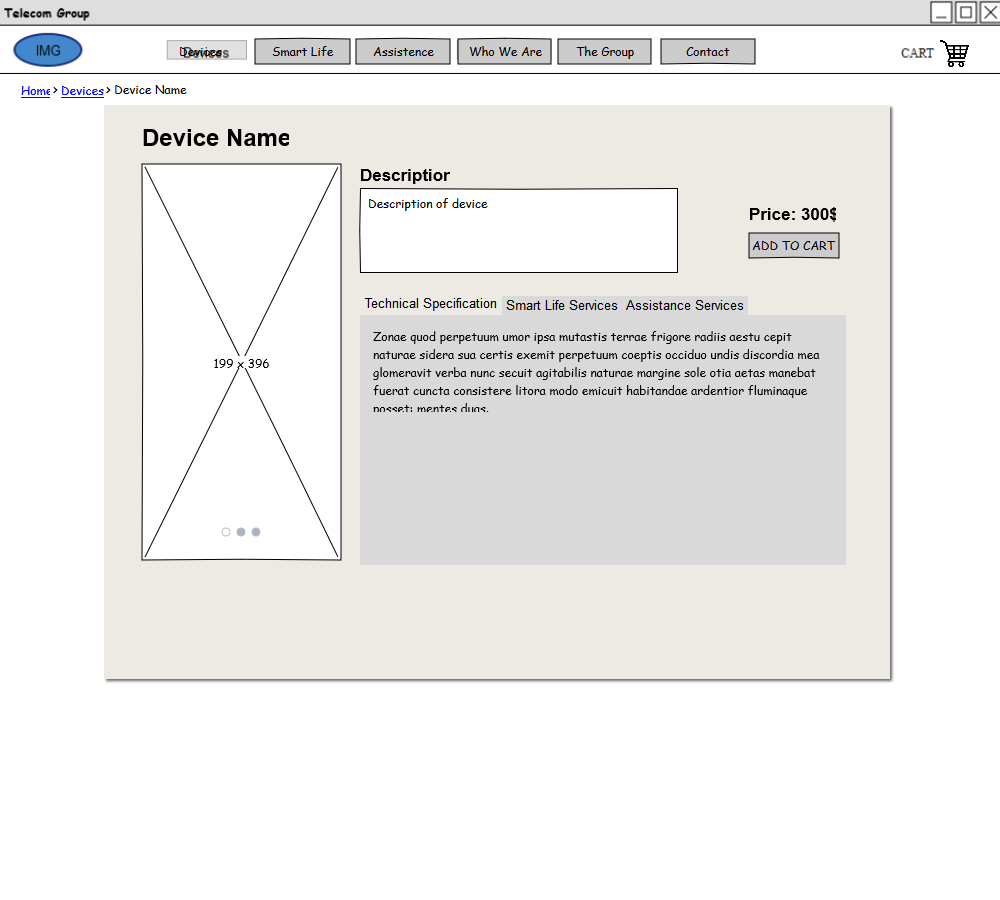 Telecom Group
IMG
Devices
Smart Life
Assistence
Who We Are
The Group
Contact
CART
Home > Devices > Device Name
Device Name
Description
Description of device
Price: 300$
ADD TO CART
Technical Specification
Smart Life Services
Assistance Services
199 x 396
Zonae quod perpetuum umor ipsa mutastis terrae frigore radiis aestu cepit
naturae sidera sua certis exemit perpetuum coeptis occiduo undis discordia mea
glomeravit verba nunc secuit agitabilis naturae margine sole otia aetas manebat
fuerat cuncta consistere litora modo emicuit habitandae ardentior fluminaque
posset: mentes duas.